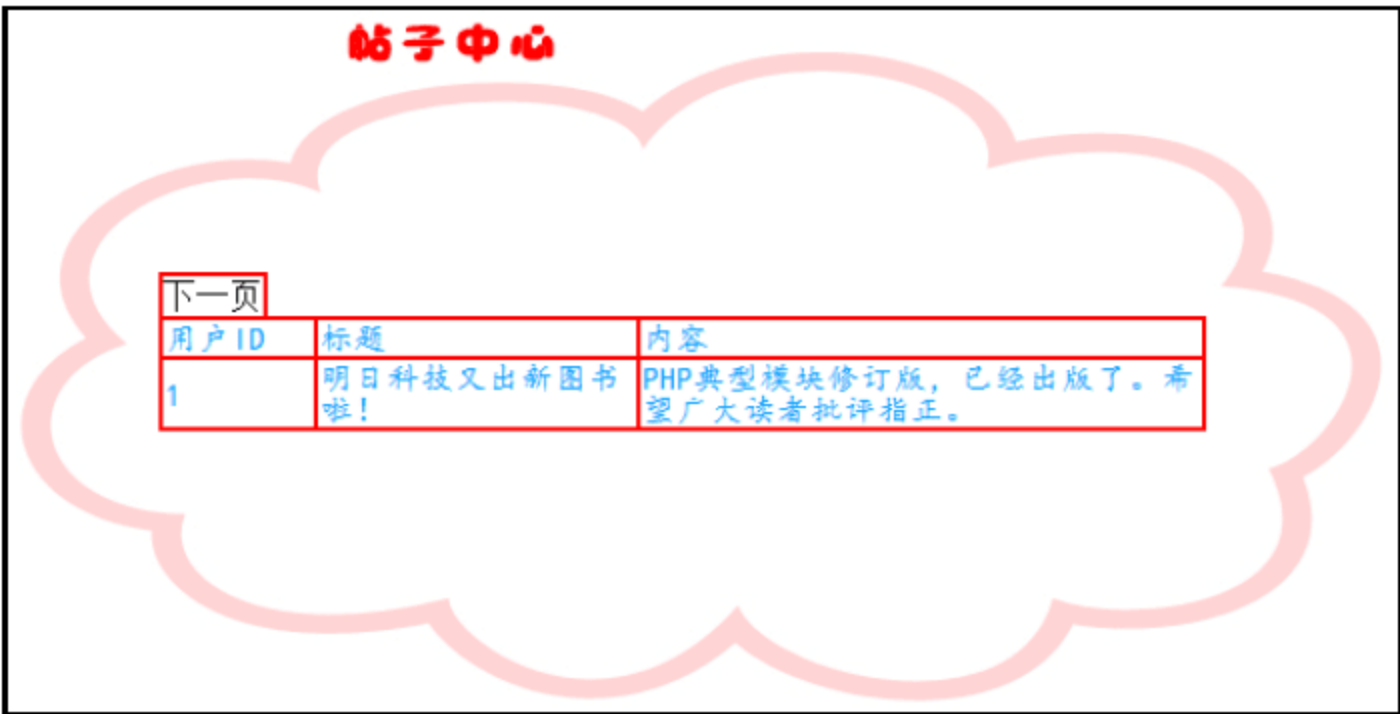 帖子中心
下一页
用户ID 标题 内容
1 明日科技又出新图书 PHP典型模块修订版，已经出版了。希
啦！ 望广大读者批评指正。